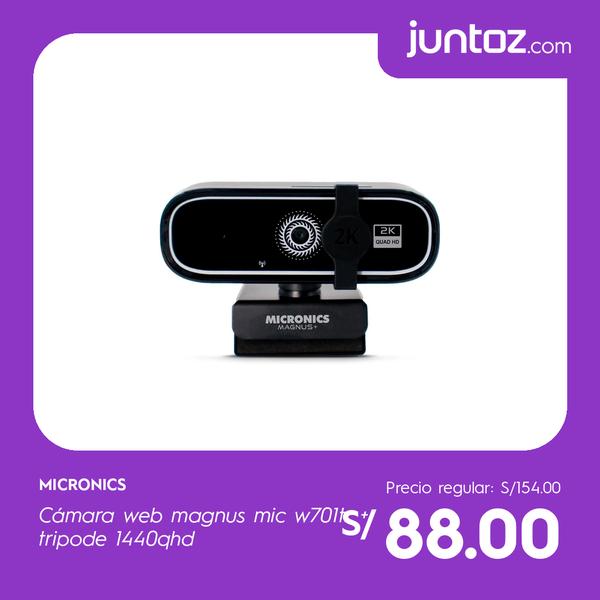 juntoz.com
2K
2K
QUAD HD
MICRONICS
MAGNUS+
MICRONICS
Precio regular: S/154.00
Cámara web magnus mic w701t +
tripode 1440qhd
S/ 88.00